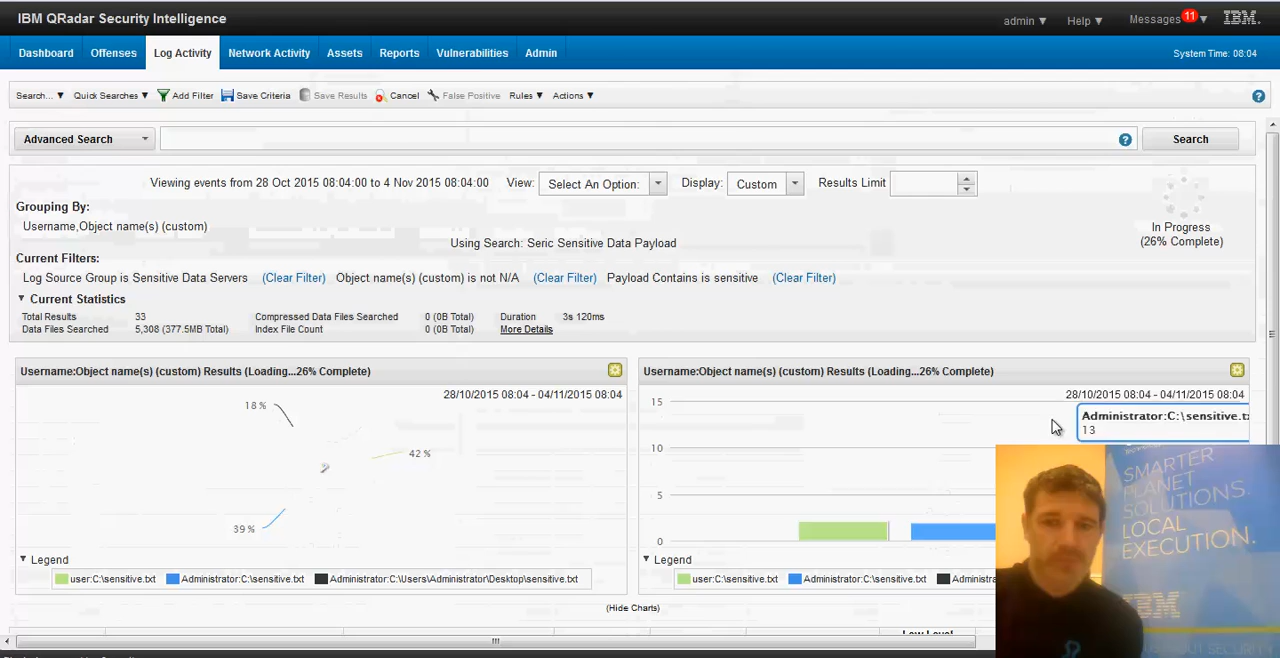 IBM QRadar Security Intelligence
admin ▼ Help ▼ Messages 11 ▼ IBM.
Dashboard Offenses Log Activity Network Activity Assets Reports Vulnerabilities Admin System Time: 08:04
Search... ▼ Quick Searches ▼ Add Filter Save Criteria Save Results Cancel False Positive Rules ▼ Actions ▼
Advanced Search Search
Viewing events from 28 Oct 2015 08:04:00 to 4 Nov 2015 08:04:00 View: Select An Option: Display: Custom Results Limit
Grouping By:
Username,Object name(s) (custom)
In Progress
(26% Complete)
Using Search: Seric Sensitive Data Payload
Current Filters:
Log Source Group is Sensitive Data Servers (Clear Filter) Object name(s) (custom) is not N/A (Clear Filter) Payload Contains is sensitive (Clear Filter)
▼ Current Statistics
Total Results 33 Compressed Data Files Searched 0 (0B Total) Duration 3s 120ms
Data Files Searched 5,308 (377.5MB Total) Index File Count 0 (0B Total) More Details
Username:Object name(s) (custom) Results (Loading...26% Complete)
28/10/2015 08:04 - 04/11/2015 08:04
18 %
42 %
39 %
▼ Legend
user:C:\sensitive.txt Administrator:C:\sensitive.txt Administrator:C:\Users\Administrator\Desktop\sensitive.txt
Username:Object name(s) (custom) Results (Loading...26% Complete)
28/10/2015 08:04 - 04/11/2015 08:04
15
10
5
0
Administrator:C:\sensitive.tx
13
▼ Legend
user:C:\sensitive.txt Administrator:C:\sensitive.txt Administra
(Hide Charts)
Low Level
SMARTER
PLANET
SOLUTIONS.
LOCAL
EXECUTION.
IBM
SECURITY